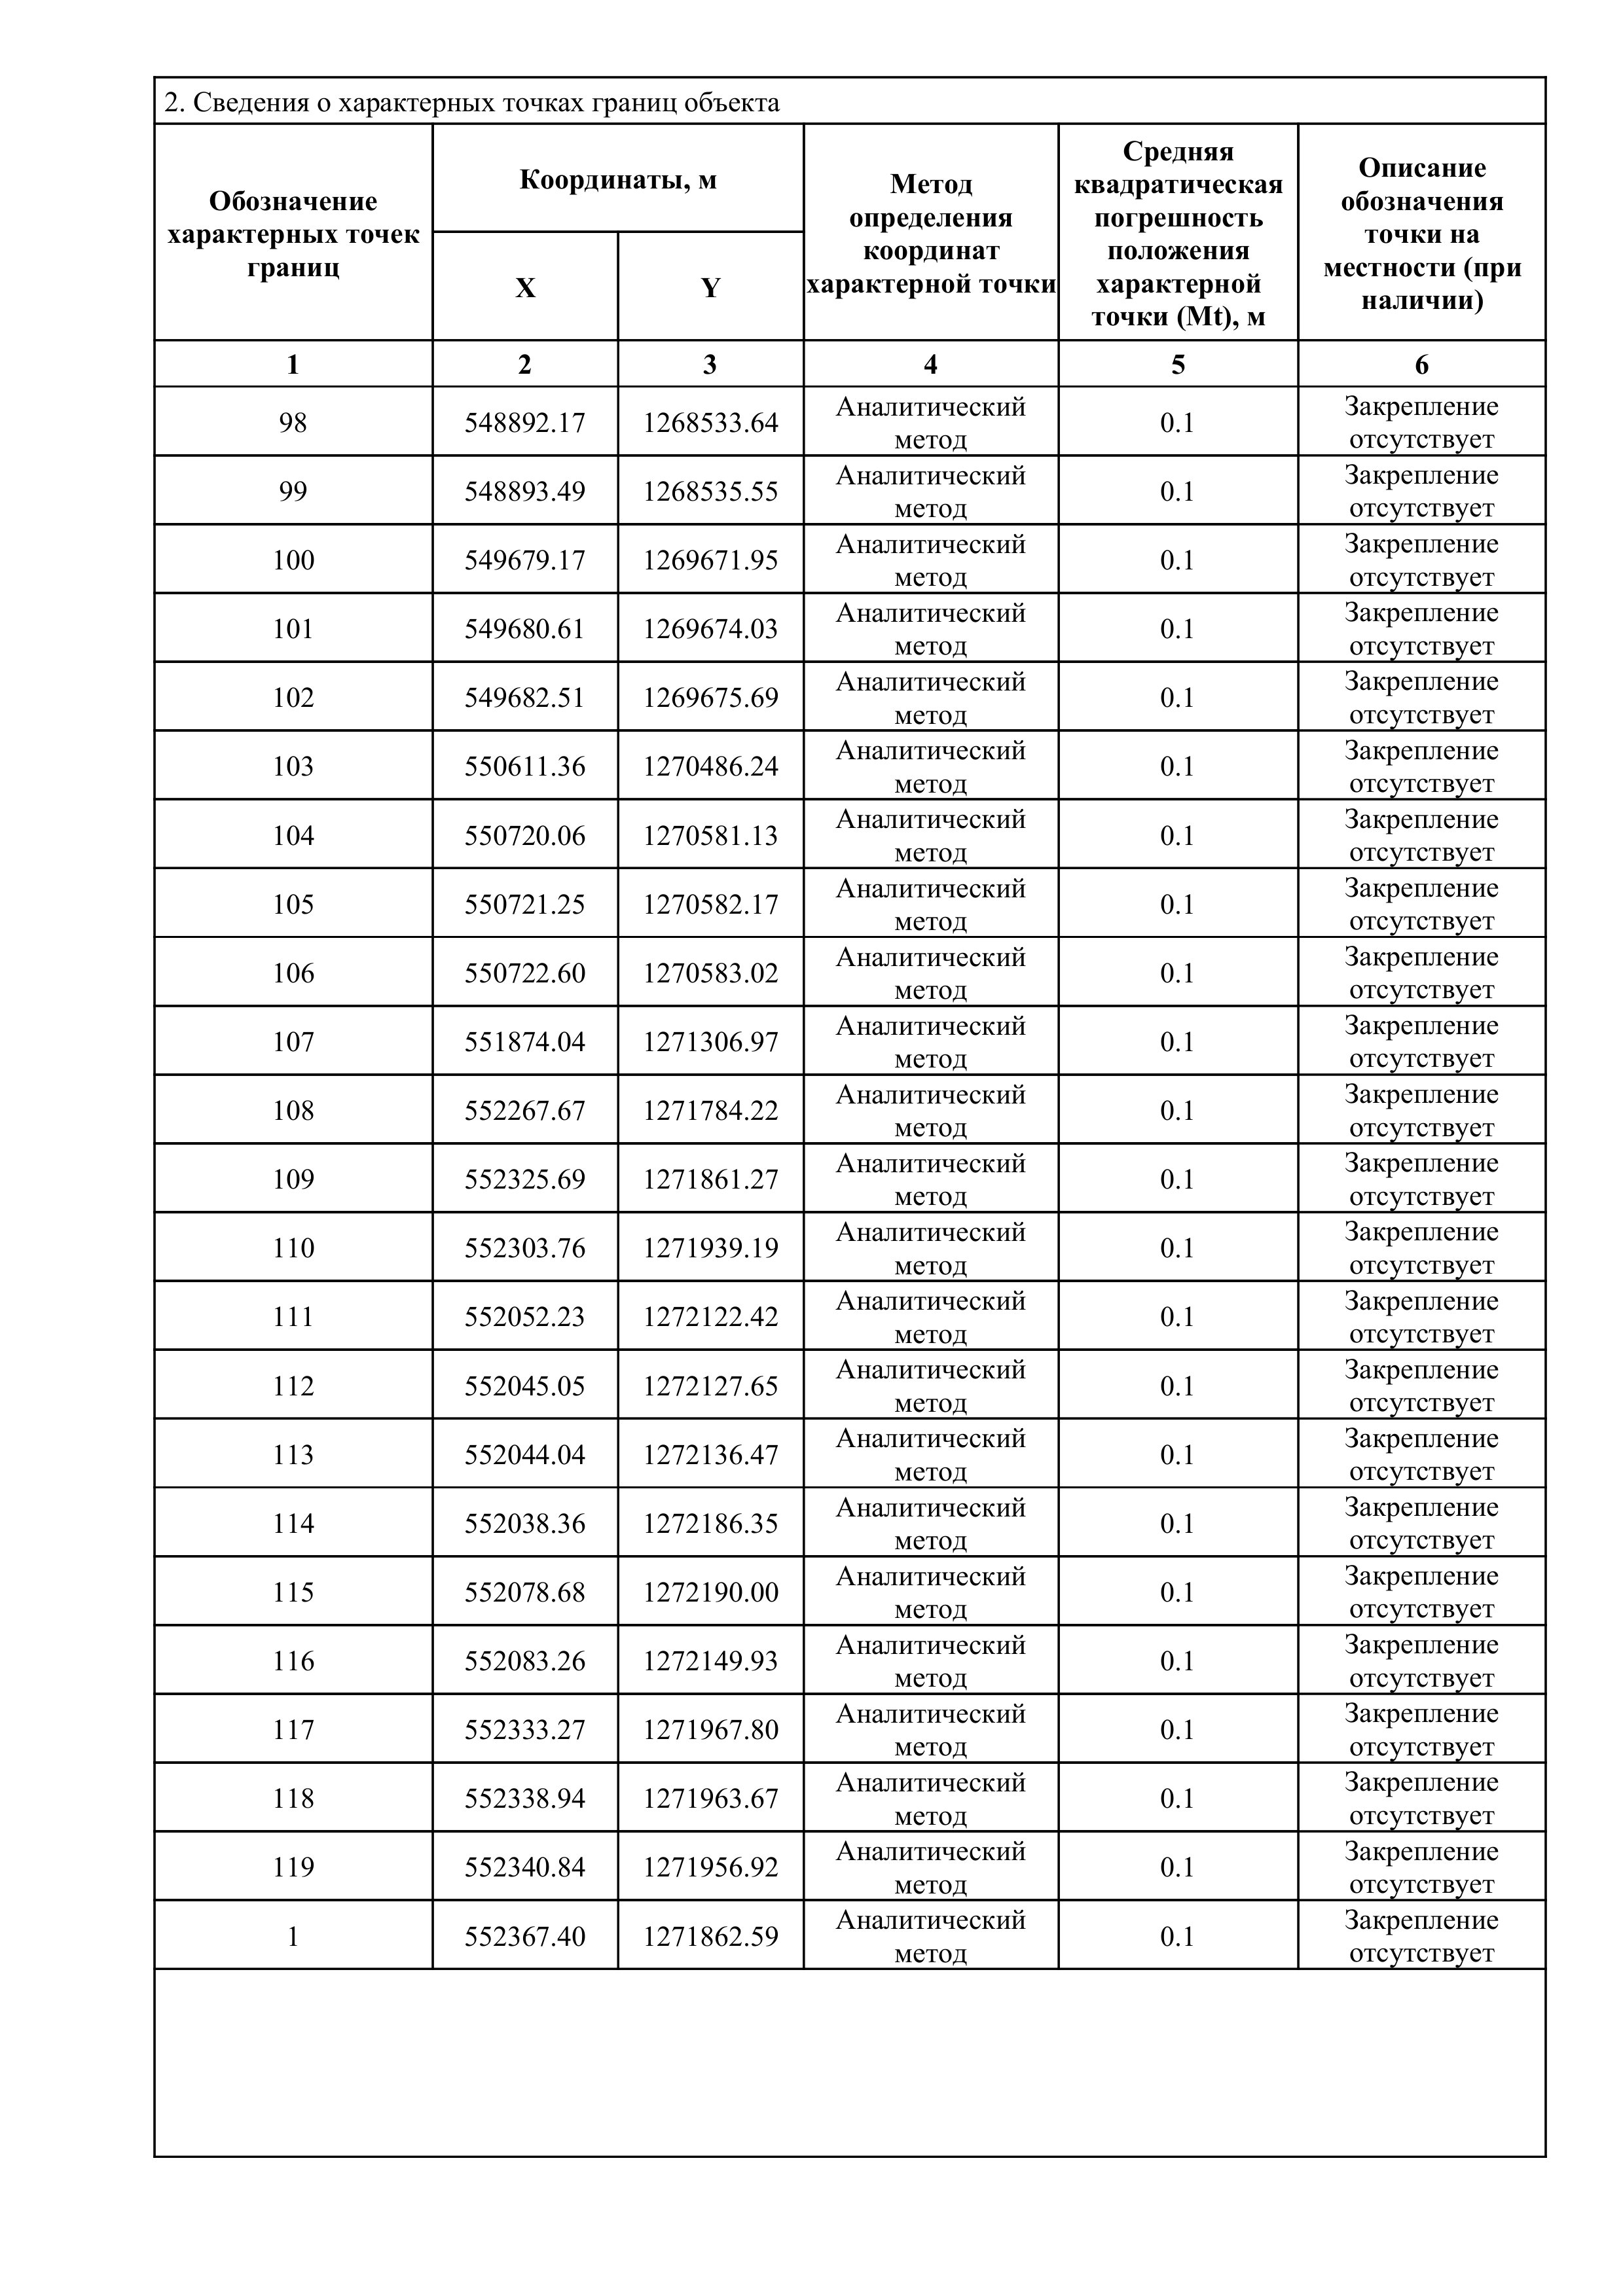 2. Сведения о характерных точках границ объекта
Обозначение
характерных точек
границ
Координаты, м
X
Y
Метод
определения
координат
характерной точки
Средняя
квадратическая
погрешность
положения
характерной
точки (Mt), м
Описание
обозначения
точки на
местности (при
наличии)
1 2 3 4 5 6
98 548892.17 1268533.64 Аналитический метод 0.1 Закрепление отсутствует
99 548893.49 1268535.55 Аналитический метод 0.1 Закрепление отсутствует
100 549679.17 1269671.95 Аналитический метод 0.1 Закрепление отсутствует
101 549680.61 1269674.03 Аналитический метод 0.1 Закрепление отсутствует
102 549682.51 1269675.69 Аналитический метод 0.1 Закрепление отсутствует
103 550611.36 1270486.24 Аналитический метод 0.1 Закрепление отсутствует
104 550720.06 1270581.13 Аналитический метод 0.1 Закрепление отсутствует
105 550721.25 1270582.17 Аналитический метод 0.1 Закрепление отсутствует
106 550722.60 1270583.02 Аналитический метод 0.1 Закрепление отсутствует
107 551874.04 1271306.97 Аналитический метод 0.1 Закрепление отсутствует
108 552267.67 1271784.22 Аналитический метод 0.1 Закрепление отсутствует
109 552325.69 1271861.27 Аналитический метод 0.1 Закрепление отсутствует
110 552303.76 1271939.19 Аналитический метод 0.1 Закрепление отсутствует
111 552052.23 1272122.42 Аналитический метод 0.1 Закрепление отсутствует
112 552045.05 1272127.65 Аналитический метод 0.1 Закрепление отсутствует
113 552044.04 1272136.47 Аналитический метод 0.1 Закрепление отсутствует
114 552038.36 1272186.35 Аналитический метод 0.1 Закрепление отсутствует
115 552078.68 1272190.00 Аналитический метод 0.1 Закрепление отсутствует
116 552083.26 1272149.93 Аналитический метод 0.1 Закрепление отсутствует
117 552333.27 1271967.80 Аналитический метод 0.1 Закрепление отсутствует
118 552338.94 1271963.67 Аналитический метод 0.1 Закрепление отсутствует
119 552340.84 1271956.92 Аналитический метод 0.1 Закрепление отсутствует
1 552367.40 1271862.59 Аналитический метод 0.1 Закрепление отсутствует